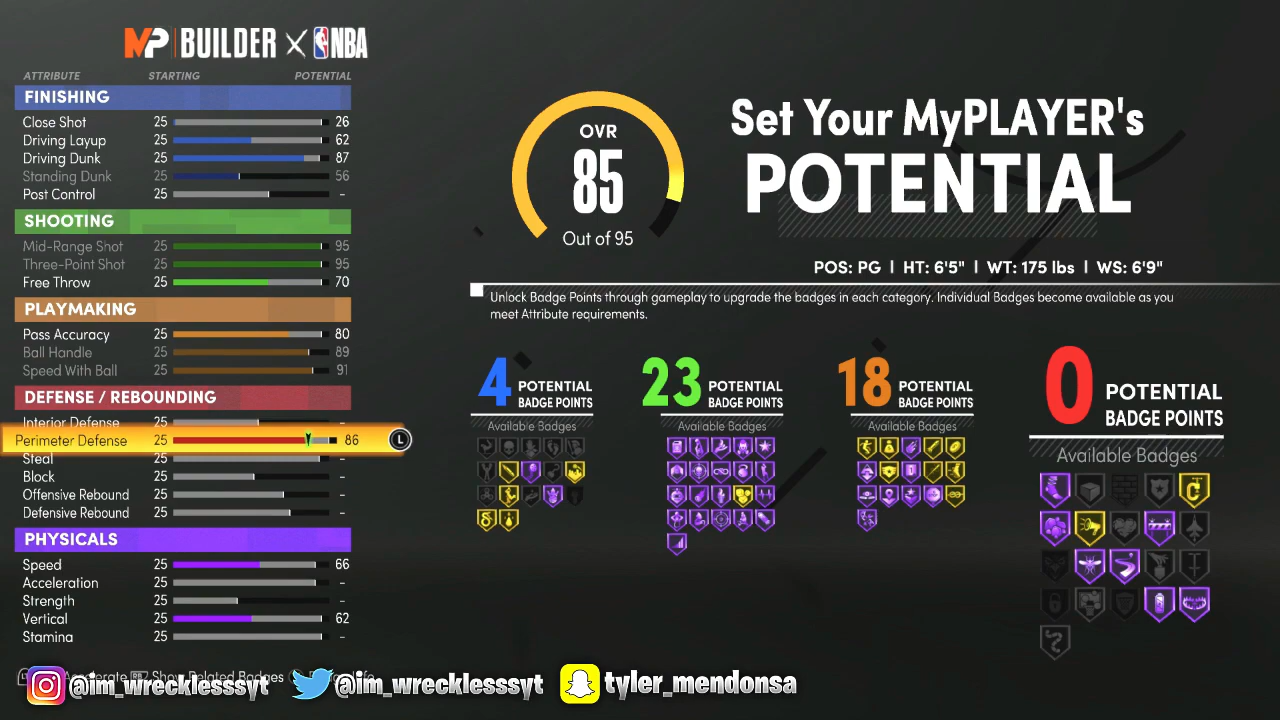 MP | BUILDER X NBA
ATTRIBUTE STARTING POTENTIAL
FINISHING
Close Shot 25 26
Driving Layup 25 62
Driving Dunk 25 87
Standing Dunk 25 56
Post Control 25 -
SHOOTING
Mid-Range Shot 25 95
Three-Point Shot 25 95
Free Throw 25 70
PLAYMAKING
Pass Accuracy 25 80
Ball Handle 25 89
Speed With Ball 25 91
DEFENSE / REBOUNDING
Interior Defense 25 -
Perimeter Defense 25 86 L
Steal 25 -
Block 25 -
Offensive Rebound 25 -
Defensive Rebound 25 -
PHYSICALS
Speed 25 66
Acceleration 25 -
Strength 25 -
Vertical 25 62
Stamina 25 -
OVR
85
Out of 95
Set Your MyPLAYER's
POTENTIAL
POS: PG | HT: 6'5" | WT: 175 lbs | WS: 6'9"
Unlock Badge Points through gameplay to upgrade the badges in each category. Individual Badges become available as you
meet Attribute requirements.
4 POTENTIAL BADGE POINTS
Available Badges
23 POTENTIAL BADGE POINTS
Available Badges
18 POTENTIAL BADGE POINTS
Available Badges
0 POTENTIAL BADGE POINTS
Available Badges
Show Related Badges
@im_wrecklesssyt @im_wrecklesssyt tyler_mendonsa